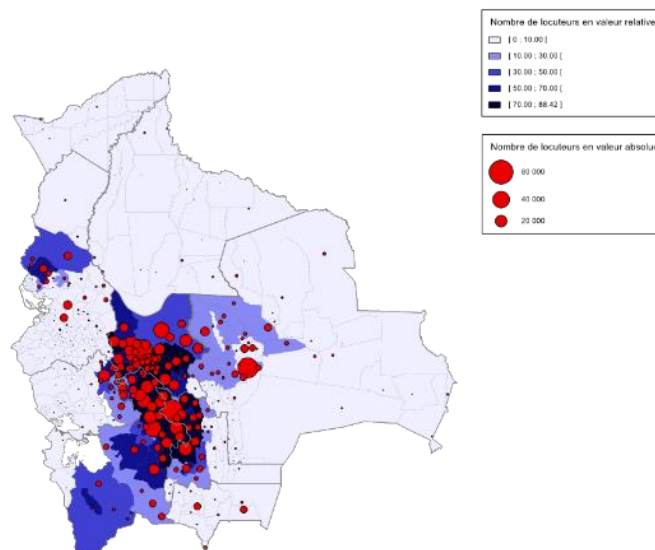 Nombre de locuteurs en valeur relative
[ 0 ; 10.00 [
[ 10.00 ; 30.00 [
[ 30.00 ; 50.00 [
[ 50.00 ; 70.00 [
[ 70.00 ; 88.42 ]
Nombre de locuteurs en valeur absolue
80 000
40 000
20 000